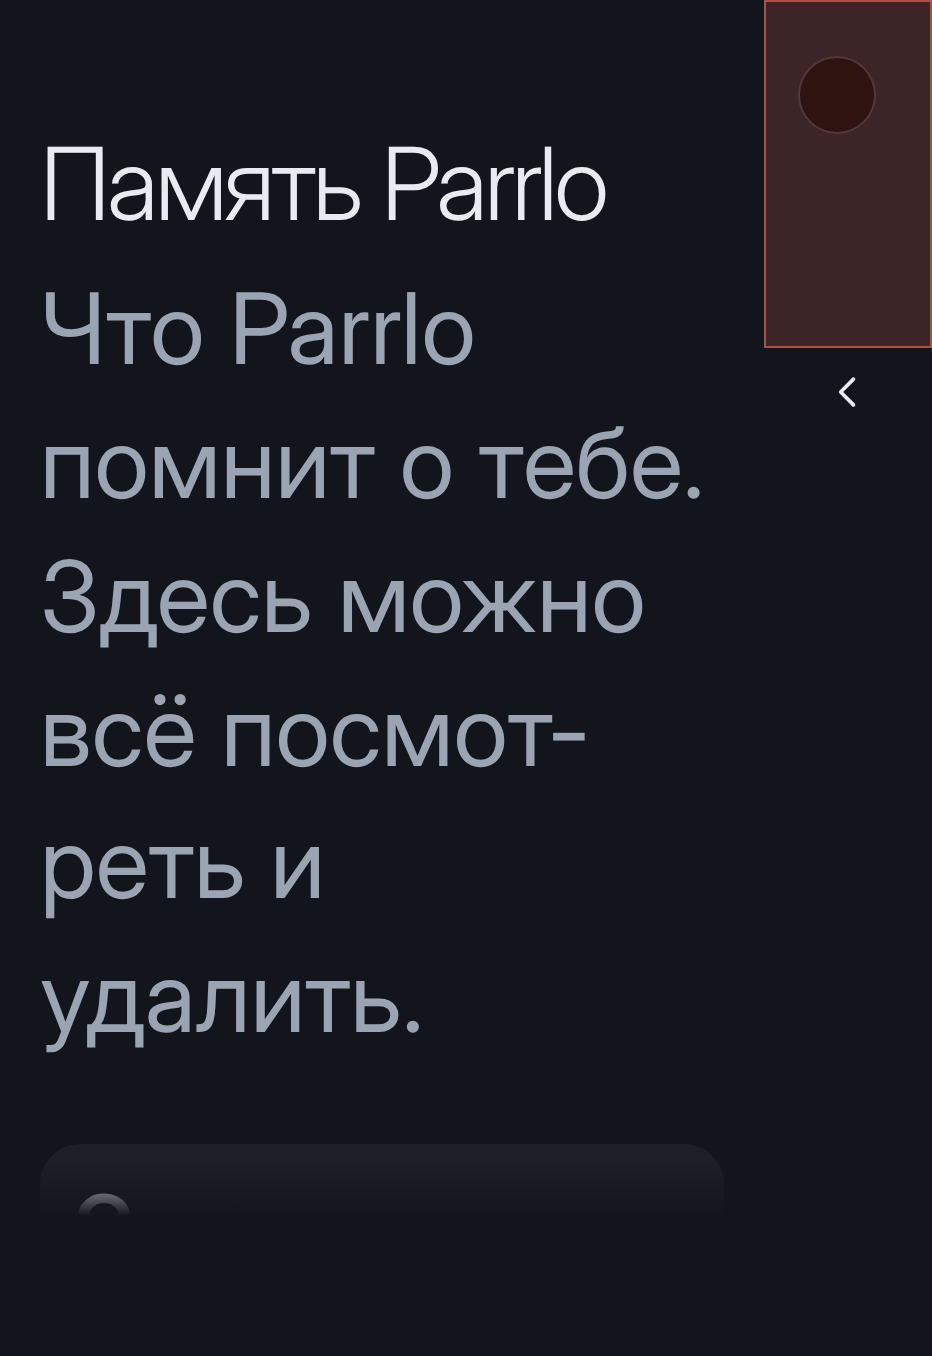 Память Parrlo
Что Parrlo
помнит о тебе.
Здесь можно
всё посмот-
реть и
удалить.